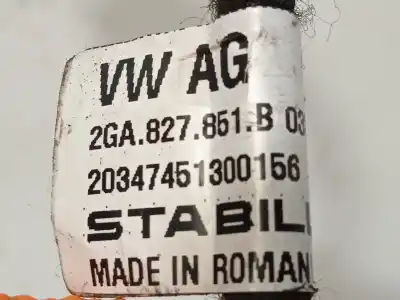 VW AG
2GA.827.851.B 03
20347451300156
STABIL
MADE IN ROMAN